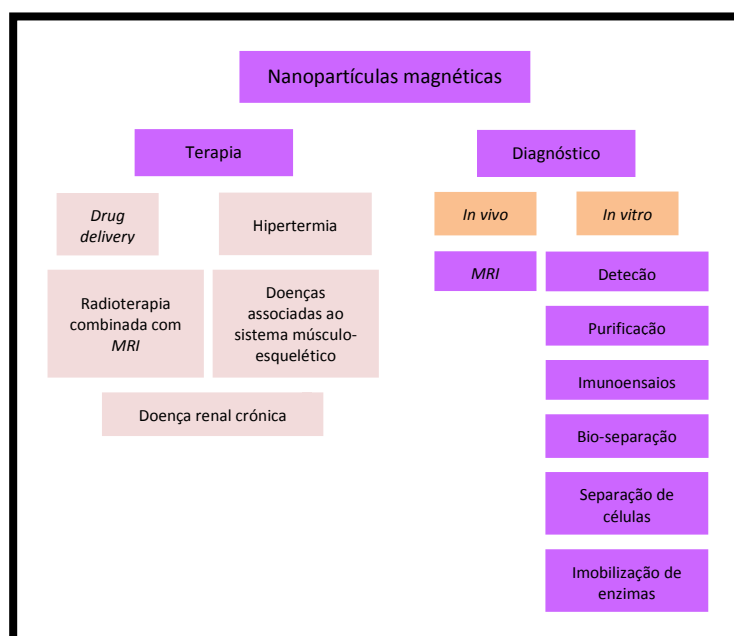 Nanopartículas magnéticas
Terapia
Diagnóstico
Drug
delivery
Hipertermia
In vivo
In vitro
Radioterapia
combinada com
MRI
Doenças
associadas ao
sistema músculo-
esquelético
MRI
Detecão
Purificação
Imunoensaios
Doença renal crónica
Bio-separação
Separação de
células
Imobilização de
enzimas